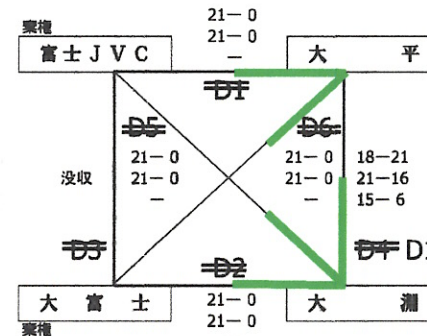 21－0
棄権 21－0
富士ＪＶＣ － 大 平
D1
D5 D6
21－0 21－0 18－21
没収 21－0 21－0 21－16
－ － 15－6
D3 D2 D4
大 富 士 21－0 大 淵
棄権 21－0